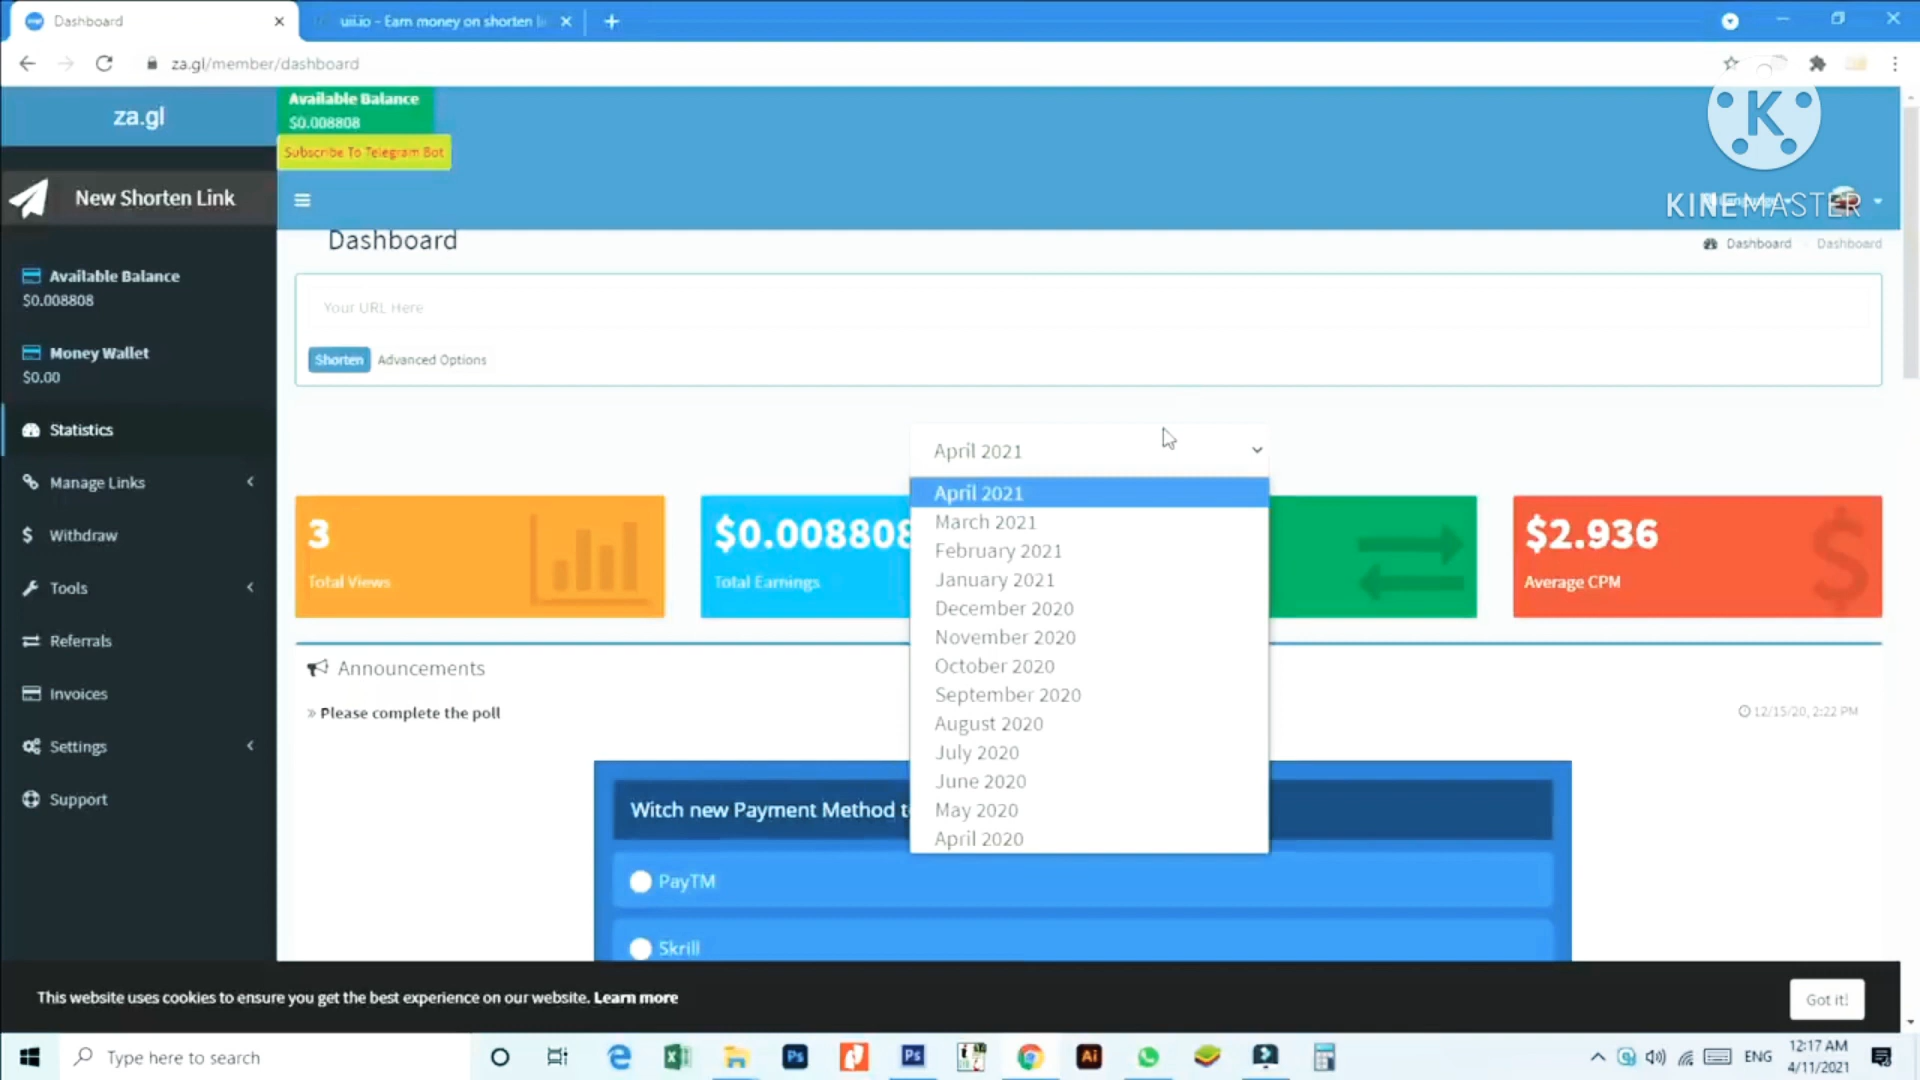 Dashboard
uii.io - Earn money on shorten li
za.gl/member/dashboard
za.gl
Available Balance
$0.008808
Subscribe To Telegram Bot
New Shorten Link
K
KINEMASTER
Dashboard
Dashboard
Dashboard
Available Balance
$0.008808
Your URL Here
Money Wallet
$0.00
Shorten
Advanced Options
Statistics
Manage Links
Withdraw
Tools
Referrals
Invoices
Settings
Support
April 2021
April 2021
March 2021
February 2021
January 2021
December 2020
November 2020
October 2020
September 2020
August 2020
July 2020
June 2020
May 2020
April 2020
3
Total Views
$0.008808
Total Earnings
$2.936
Average CPM
Announcements
» Please complete the poll
12/15/20, 2:22 PM
Witch new Payment Method t
PayTM
Skrill
This website uses cookies to ensure you get the best experience on our website. Learn more
Got it!
Type here to search
Ps
Ps
Ai
ENG
12:17 AM
4/11/2021